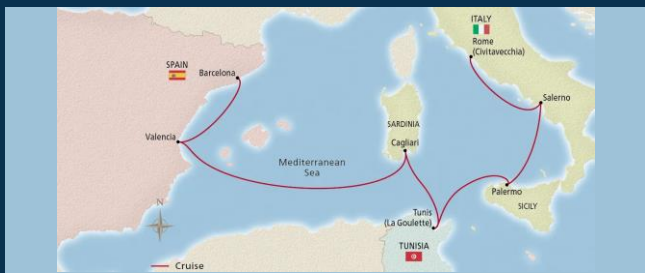 ITALY
Rome
(Civitavecchia)
SPAIN
Barcelona
Salerno
SARDINIA
Valencia
Cagliari
Mediterranean
Sea
Palermo
SICILY
N
Tunis
(La Goulette)
TUNISIA
Cruise